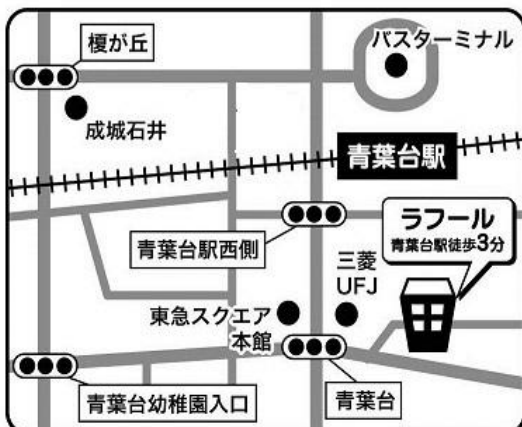 榎が丘
バスターミナル
成城石井
青葉台駅
ラフール
青葉台駅徒歩3分
青葉台駅西側
三菱
UFJ
東急スクエア
本館
青葉台幼稚園入口
青葉台